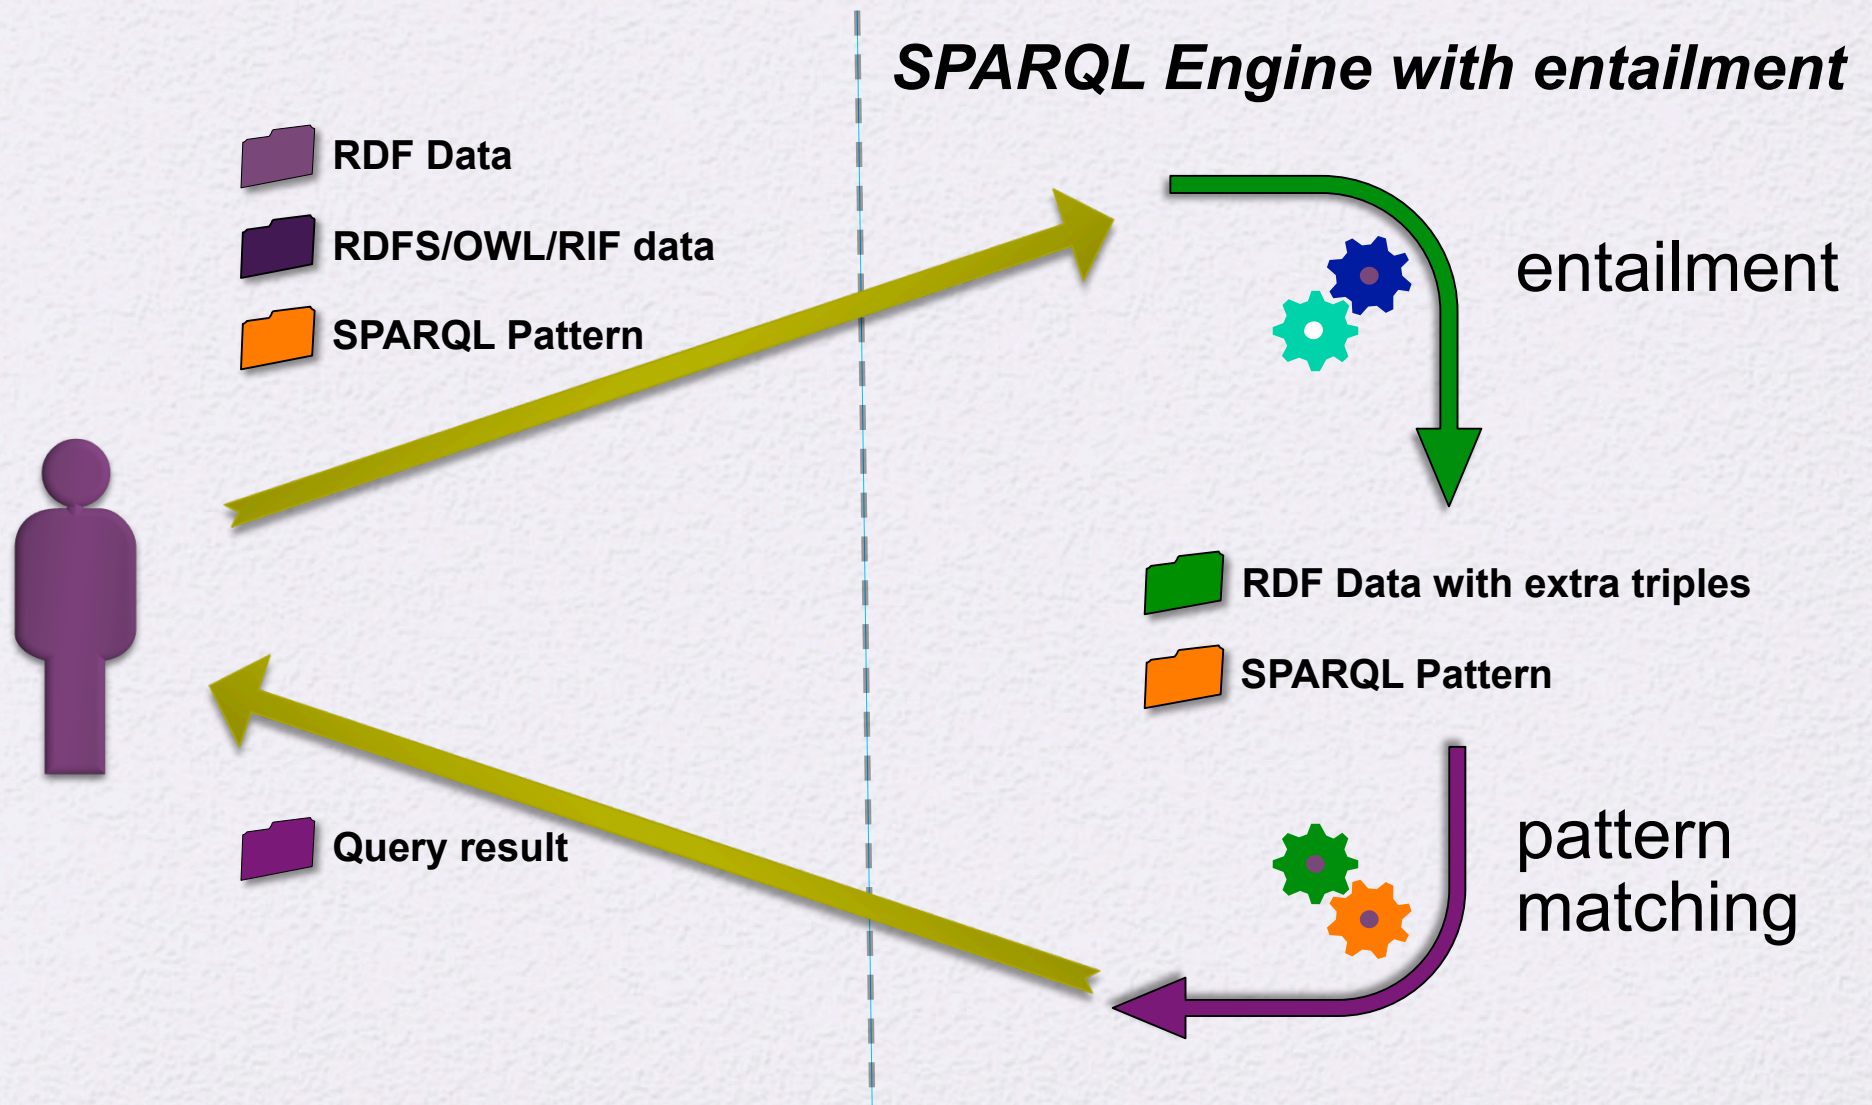 SPARQL Engine with entailment
RDF Data
RDFS/OWL/RIF data
SPARQL Pattern
entailment
RDF Data with extra triples
SPARQL Pattern
Query result
pattern
matching